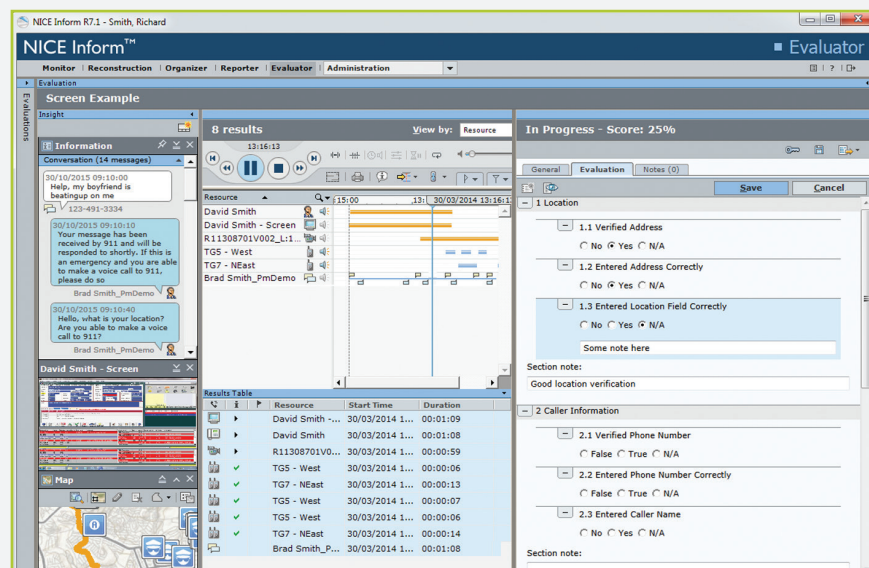 NICE Inform R7.1 - Smith, Richard
NICE Inform™
Evaluator
Monitor | Reconstruction | Organizer | Reporter | Evaluator | Administration
?
Evaluations
Evaluation
Screen Example
Insight
Information
Conversation (14 messages)
30/10/2015 09:10:00
Help, my boyfriend is
beatingup on me
123-491-3334
30/10/2015 09:10:10
Your message has been
received by 911 and will be
responded to shortly. If this is
an emergency and you are able
to make a voice call to 911,
please do so
Brad Smith_PmDemo
30/10/2015 09:10:40
Hello, what is your location?
Are you able to make a voice
call to 911?
Brad Smith_PmDemo
David Smith - Screen
Map
8 results
View by: Resource
13:16:13
Resource
:15:00 13: 30/03/2014 13:16:1
David Smith
David Smith - Screen
R11308701V002_L:1...
TG5 - West
TG7 - NEast
Brad Smith_PmDemo
Results Table
Resource Start Time Duration
David Smith -... 30/03/2014 1... 00:01:09
David Smith 30/03/2014 1... 00:01:08
R11308701V0... 30/03/2014 1... 00:00:59
TG5 - West 30/03/2014 1... 00:00:06
TG7 - NEast 30/03/2014 1... 00:00:13
TG5 - West 30/03/2014 1... 00:00:07
TG5 - West 30/03/2014 1... 00:00:06
TG7 - NEast 30/03/2014 1... 00:00:14
Brad Smith_P... 30/03/2014 1... 00:01:08
In Progress - Score: 25%
General Evaluation Notes (0)
Save Cancel
1 Location
1.1 Verified Address
No Yes N/A
1.2 Entered Address Correctly
No Yes N/A
1.3 Entered Location Field Correctly
No Yes N/A
Some note here
Section note:
Good location verification
2 Caller Information
2.1 Verified Phone Number
False True N/A
2.2 Entered Phone Number Correctly
False True N/A
2.3 Entered Caller Name
No Yes N/A
Section note: